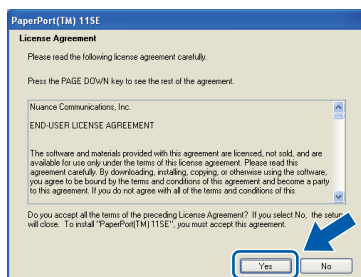 PaperPort(TM) 11SE
License Agreement
Please read the following license agreement carefully.
Press the PAGE DOWN key to see the rest of the agreement.
Nuance Communications, Inc.
END-USER LICENSE AGREEMENT
The software and materials provided with this agreement are licensed, not sold, and are
available for use only under the terms of this license agreement. Please read this
agreement carefully. By downloading, installing, copying, or otherwise using the software,
you agree to be bound by the terms and conditions of this agreement and become a party
to this agreement. If you do not agree with all of the terms and conditions of this
Do you accept all the terms of the preceding License Agreement? If you select No, the setup
will close. To install "PaperPort(TM) 11SE", you must accept this agreement.
Yes
No